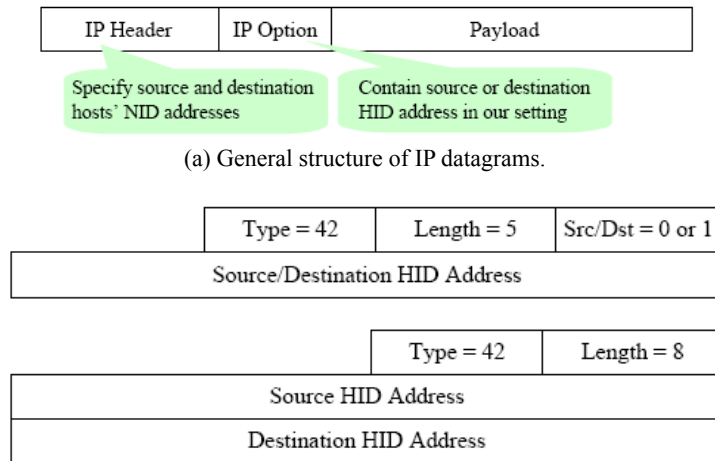 IP Header IP Option Payload
Specify source and destination
hosts' NID addresses
Contain source or destination
HID address in our setting
(a) General structure of IP datagrams.
Type = 42 Length = 5 Src/Dst = 0 or 1
Source/Destination HID Address
Type = 42 Length = 8
Source HID Address
Destination HID Address